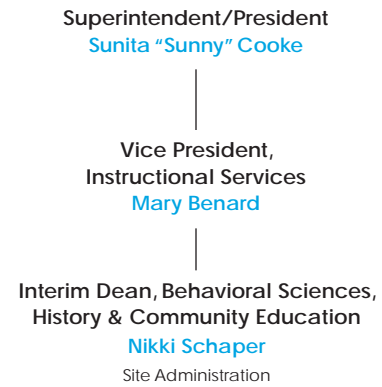 Superintendent/President
Sunita “Sunny” Cooke
Vice President,
Instructional Services
Mary Benard
Interim Dean, Behavioral Sciences,
History & Community Education
Nikki Schaper
Site Administration